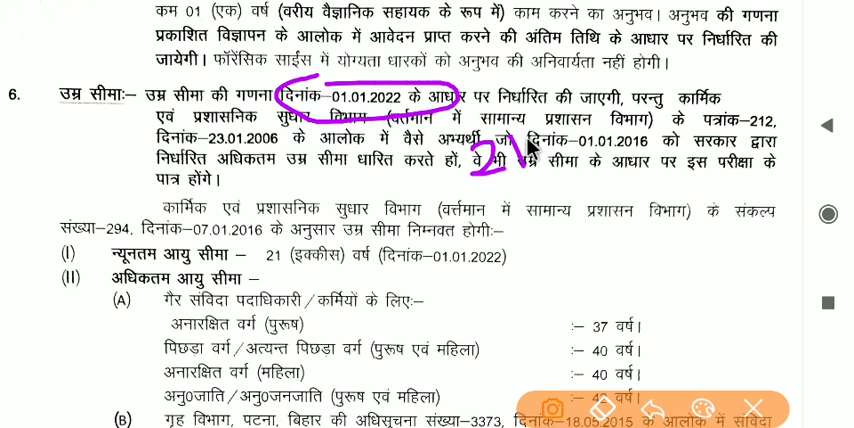 कम 01 (एक) वर्ष (वरीय वैज्ञानिक सहायक के रूप में) काम करने का अनुभव। अनुभव की गणना
प्रकाशित विज्ञापन के आलोक में आवेदन प्राप्त करने की अंतिम तिथि के आधार पर निर्धारित की
जायेगी। फॉरेंसिक साईंस में योग्यता धारकों को अनुभव की अनिवार्यता नहीं होगी।
6. उम्र सीमाः– उम्र सीमा की गणना दिनांक–01.01.2022 के आधार पर निर्धारित की जाएगी, परन्तु कार्मिक
एवं प्रशासनिक सुधार विभाग (वर्तमान में सामान्य प्रशासन विभाग) के पत्रांक–212,
दिनांक–23.01.2006 के आलोक में वैसे अभ्यर्थी जो दिनांक–01.01.2016 को सरकार द्वारा
निर्धारित अधिकतम उम्र सीमा धारित करते हों, वे भी उम्र सीमा के आधार पर इस परीक्षा के
पात्र होंगे।
21
कार्मिक एवं प्रशासनिक सुधार विभाग (वर्त्तमान में सामान्य प्रशासन विभाग) के संकल्प
संख्या–294, दिनांक–07.01.2016 के अनुसार उम्र सीमा निम्नवत होगीः–
(I) न्यूनतम आयु सीमा – 21 (इक्कीस) वर्ष (दिनांक–01.01.2022)
(II) अधिकतम आयु सीमा –
(A) गैर संविदा पदाधिकारी/कर्मियों के लिएः–
अनारक्षित वर्ग (पुरूष) :– 37 वर्ष।
पिछड़ा वर्ग/अत्यन्त पिछड़ा वर्ग (पुरूष एवं महिला) :– 40 वर्ष।
अनारक्षित वर्ग (महिला) :– 40 वर्ष।
अनु0जाति/अनु0जनजाति (पुरूष एवं महिला) :– 42 वर्ष।
(B) गृह विभाग, पटना, बिहार की अधिसूचना संख्या–3373, दिनांक–18.05.2015 के आलोक में संविदा